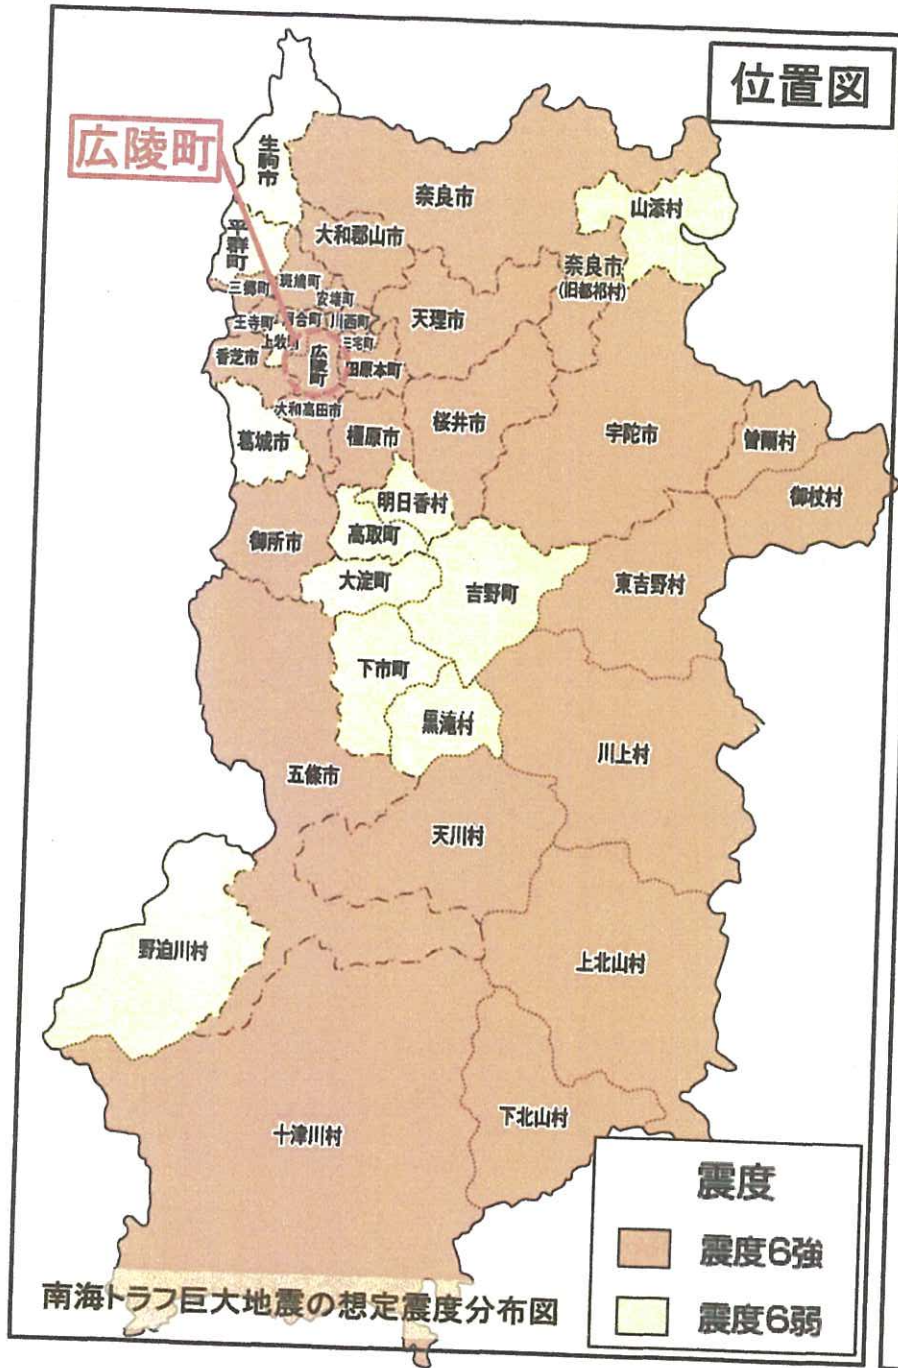 位置図
広陵町
生駒市
奈良市
山添村
平群町
大和郡山市
奈良市
(旧都祁村)
三郷町
斑鳩町
安堵町
天理市
王寺町
河合町
川西町
上牧町
三宅町
香芝市
広陵町
田原本町
大和高田市
葛城市
橿原市
桜井市
宇陀市
曽爾村
御杖村
明日香村
御所市
高取町
大淀町
吉野町
東吉野村
下市町
黒滝村
川上村
五條市
天川村
野迫川村
上北山村
十津川村
下北山村
震度
震度6強
震度6弱
南海トラフ巨大地震の想定震度分布図